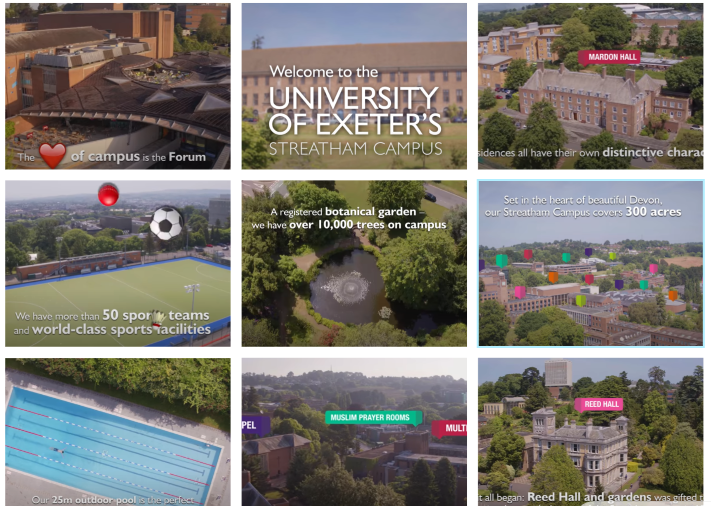 The ❤ of campus is the Forum
Welcome to the
UNIVERSITY
OF EXETER'S
STREATHAM CAMPUS
MARDON HALL
sidences all have their own distinctive charac
We have more than 50 sport teams
and world-class sports facilities
A registered botanical garden
we have over 10,000 trees on campus
Set in the heart of beautiful Devon,
our Streatham Campus covers 300 acres
Our 25m outdoor pool is the perfect
PEL
MUSLIM PRAYER ROOMS
MULT
REED HALL
t all began: Reed Hall and gardens was gifted t